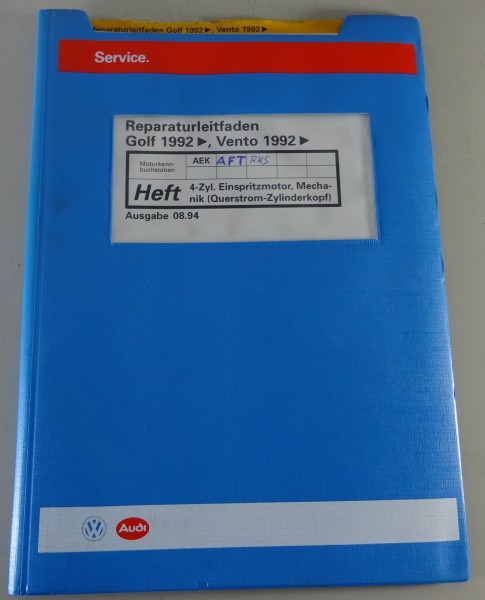 Reparaturleitfaden Golf 1992 ►, Vento 1992 ►
Service.
Reparaturleitfaden
Golf 1992 ►, Vento 1992 ►
Motorkenn-
buchstaben
AEK AFT AKS
Heft
4-Zyl. Einspritzmotor, Mecha-
nik (Querstrom-Zylinderkopf)
Ausgabe 08.94
Audi